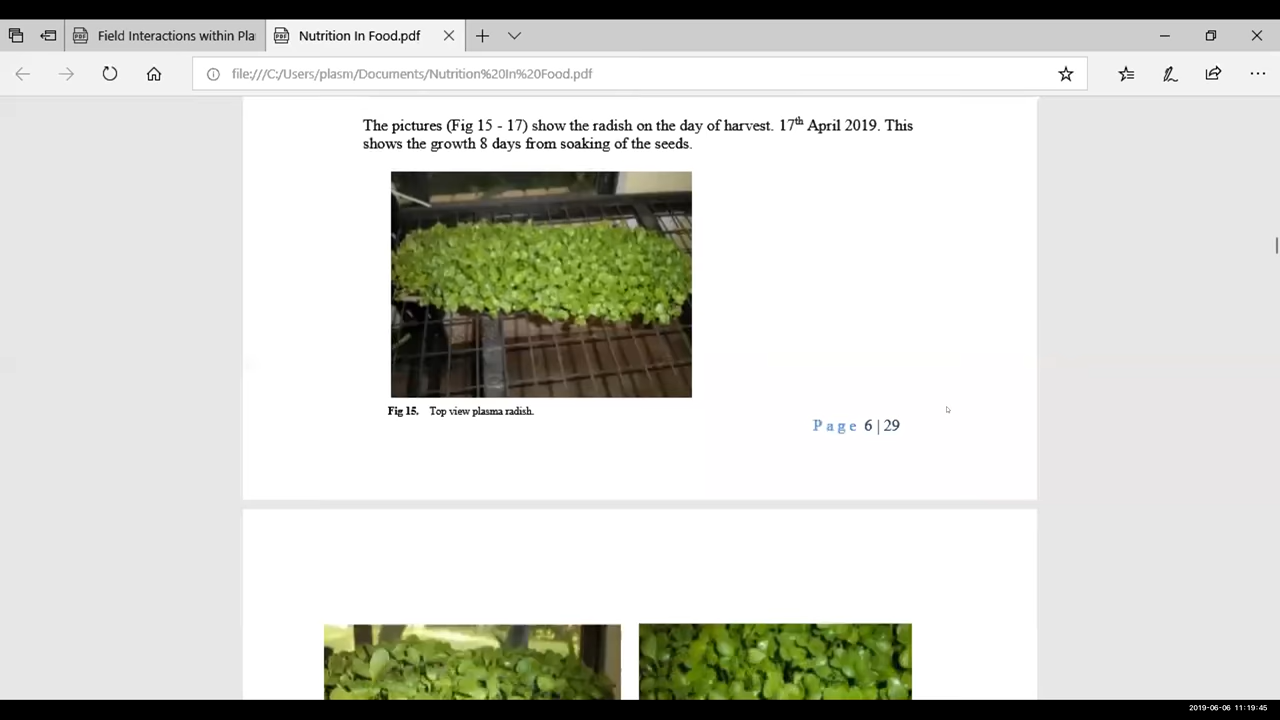 Field Interactions within Pla
Nutrition In Food.pdf
file:///C:/Users/plasm/Documents/Nutrition%20In%20Food.pdf
The pictures (Fig 15 - 17) show the radish on the day of harvest. 17th April 2019. This
shows the growth 8 days from soaking of the seeds.
Fig 15. Top view plasma radish.
Page 6 | 29
2019-06-06 11:19:45